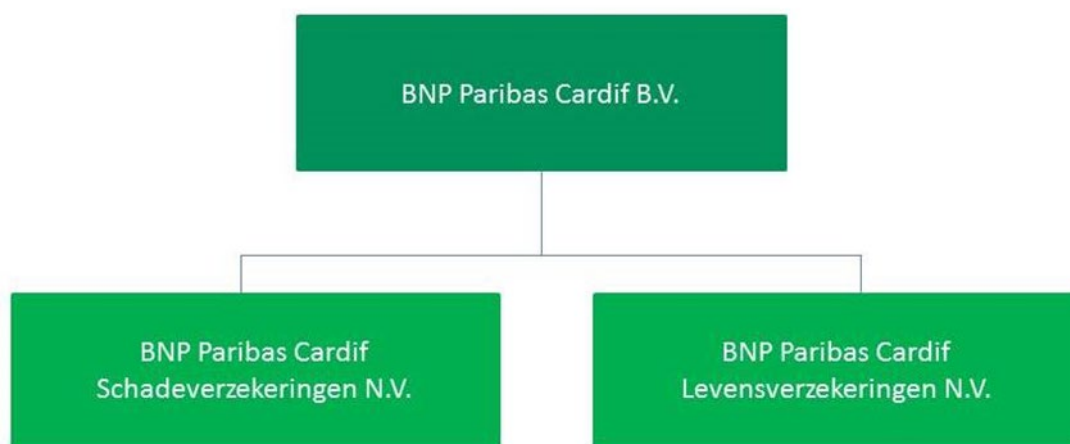 BNP Paribas Cardif B.V.
BNP Paribas Cardif
Schadeverzekeringen N.V.
BNP Paribas Cardif
Levensverzekeringen N.V.